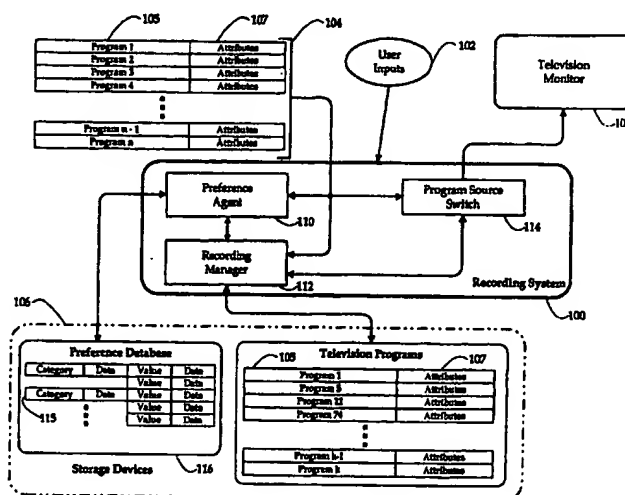 105 107 104
Program 1 Attributes
Program 2 Attributes
Program 3 Attributes
Program 4 Attributes
Program n - 1 Attributes
Program n Attributes
User Inputs
102
Television Monitor
10
Preference Agent
110
Program Source Switch
114
Recording Manager
112
Recording System
100
106
Preference Database
Category Data Value Data
Value Data
Category Data Value Data
Value Data
Value Data
115
Storage Devices
116
Television Programs
105 107
Program 1 Attributes
Program 8 Attributes
Program 12 Attributes
Program 74 Attributes
Program k-1 Attributes
Program k Attributes